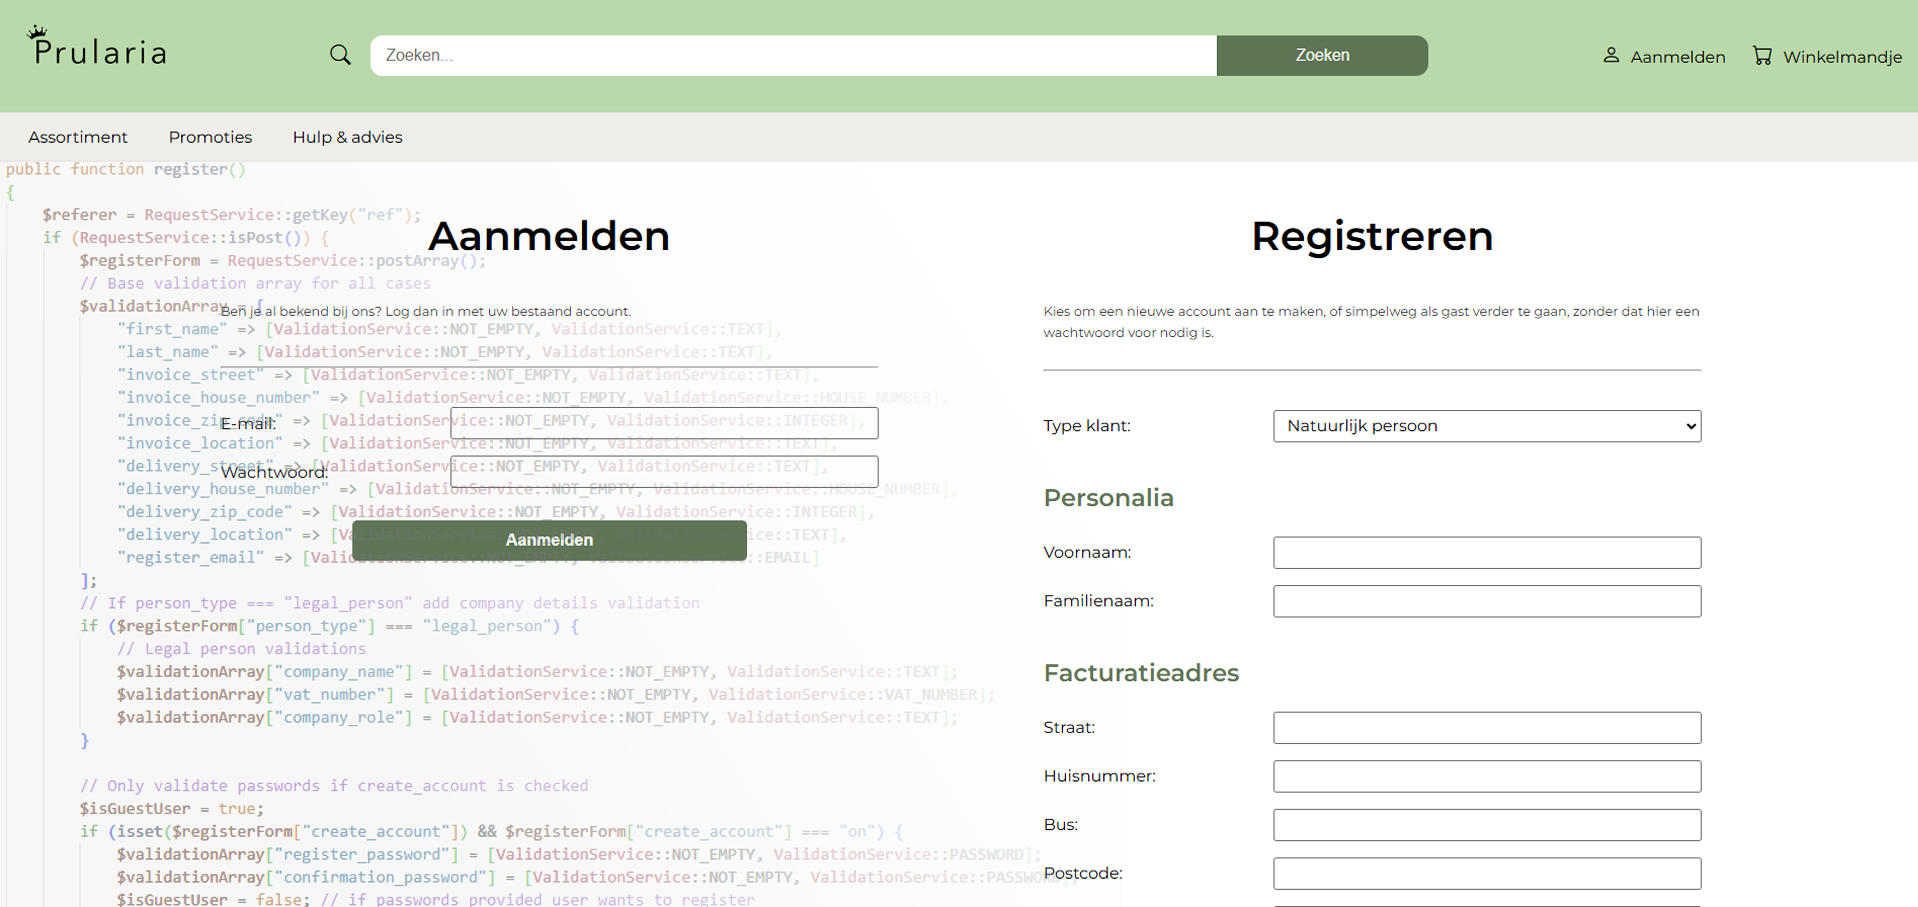 Prularia
Zoeken...
Zoeken
Aanmelden
Winkelmandje
Assortiment
Promoties
Hulp & advies
public function register()
{
$referer = RequestService::getKey("ref");
if (RequestService::isPost()) {
$registerForm = RequestService::postArray();
// Base validation array for all cases
$validationArray = [
"first_name" => [ValidationService::NOT_EMPTY, ValidationService::TEXT],
"last_name" => [ValidationService::NOT_EMPTY, ValidationService::TEXT],
"invoice_street" => [ValidationService::NOT_EMPTY, ValidationService::TEXT],
"invoice_house_number" => [ValidationService::NOT_EMPTY, ValidationService::HOUSE_NUMBER],
"invoice_zip_code" => [ValidationService::NOT_EMPTY, ValidationService::INTEGER],
"invoice_location" => [ValidationService::NOT_EMPTY, ValidationService::TEXT],
"delivery_street" => [ValidationService::NOT_EMPTY, ValidationService::TEXT],
"delivery_house_number" => [ValidationService::NOT_EMPTY, ValidationService::HOUSE_NUMBER],
"delivery_zip_code" => [ValidationService::NOT_EMPTY, ValidationService::INTEGER],
"delivery_location" => [ValidationService::NOT_EMPTY, ValidationService::TEXT],
"register_email" => [ValidationService::NOT_EMPTY, ValidationService::EMAIL]
];
// If person_type === "legal_person" add company details validation
if ($registerForm["person_type"] === "legal_person") {
// Legal person validations
$validationArray["company_name"] = [ValidationService::NOT_EMPTY, ValidationService::TEXT];
$validationArray["vat_number"] = [ValidationService::NOT_EMPTY, ValidationService::VAT_NUMBER];
$validationArray["company_role"] = [ValidationService::NOT_EMPTY, ValidationService::TEXT];
}
// Only validate passwords if create_account is checked
$isGuestUser = true;
if (isset($registerForm["create_account"]) && $registerForm["create_account"] === "on") {
$validationArray["register_password"] = [ValidationService::NOT_EMPTY, ValidationService::PASSWORD];
$validationArray["confirmation_password"] = [ValidationService::NOT_EMPTY, ValidationService::PASSWORD];
$isGuestUser = false; // if passwords provided user wants to register
Aanmelden
Ben je al bekend bij ons? Log dan in met uw bestaand account.
E-mail:
Wachtwoord:
Aanmelden
Registreren
Kies om een nieuwe account aan te maken, of simpelweg als gast verder te gaan, zonder dat hier een
wachtwoord voor nodig is.
Type klant:
Natuurlijk persoon
Personalia
Voornaam:
Familienaam:
Facturatieadres
Straat:
Huisnummer:
Bus:
Postcode: